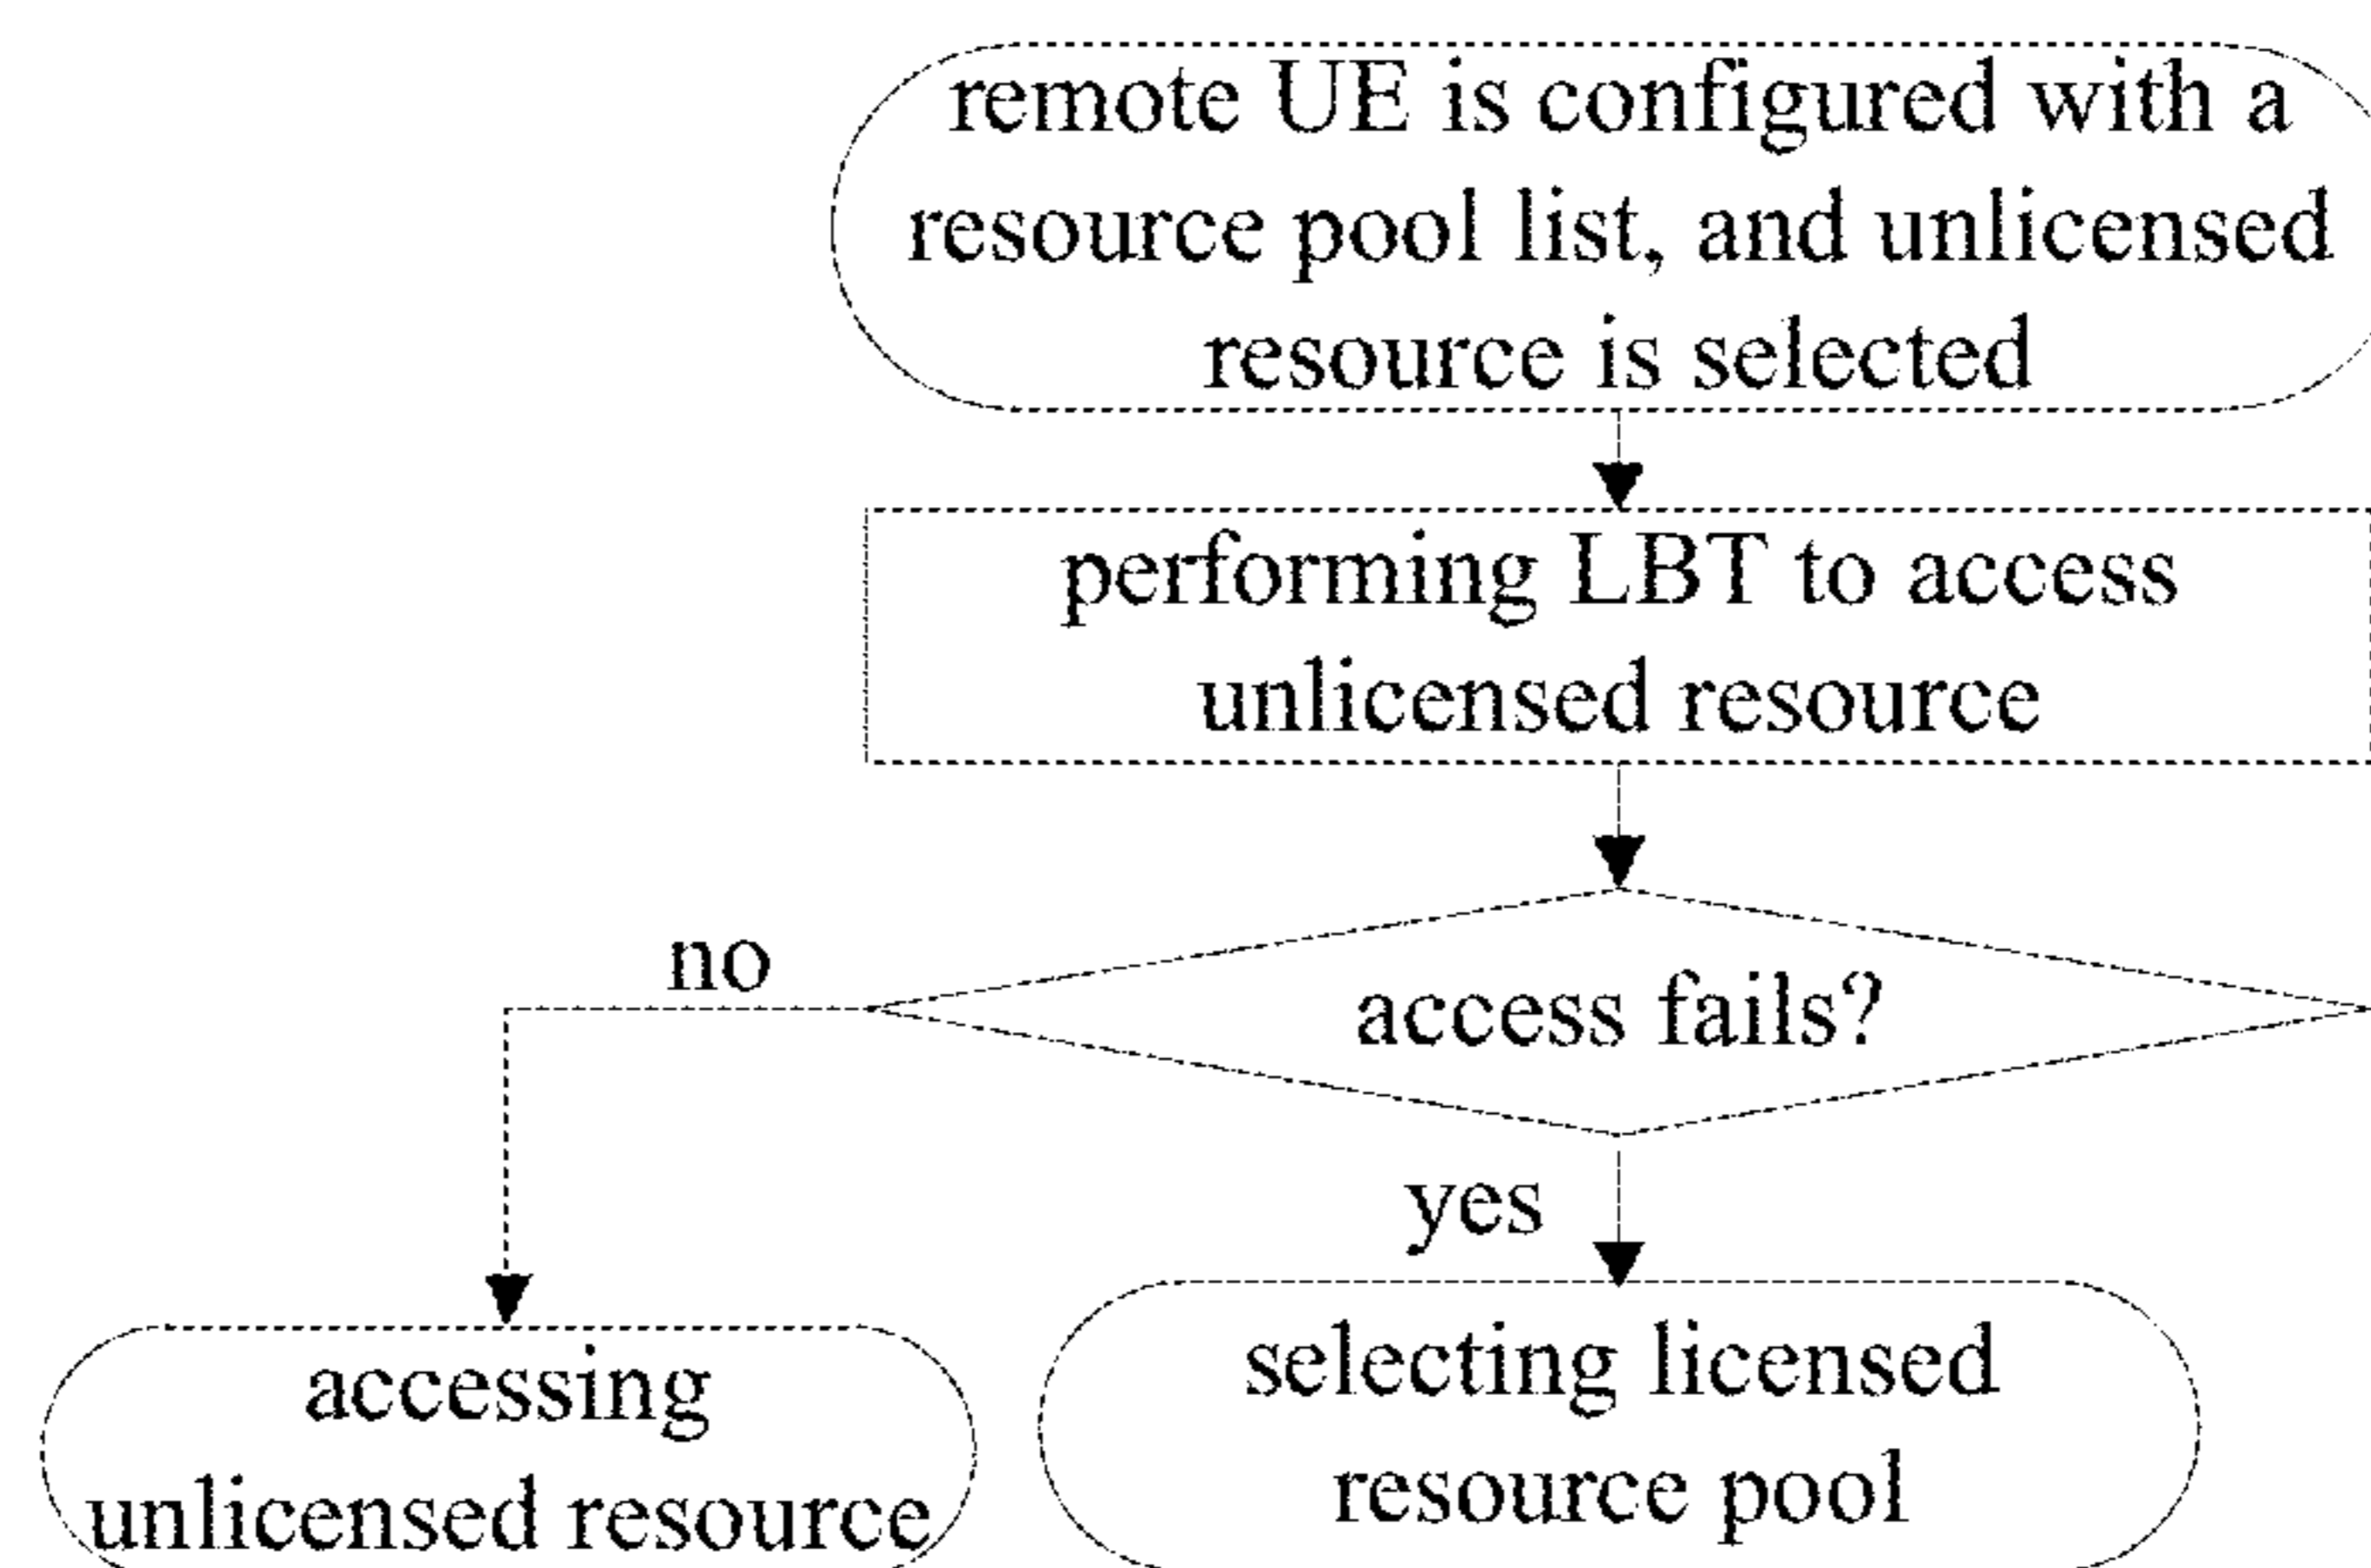 remote UE is configured with a
resource pool list, and unlicensed
resource is selected
performing LBT to access
unlicensed resource
access fails?
no
yes
accessing
unlicensed resource
selecting licensed
resource pool